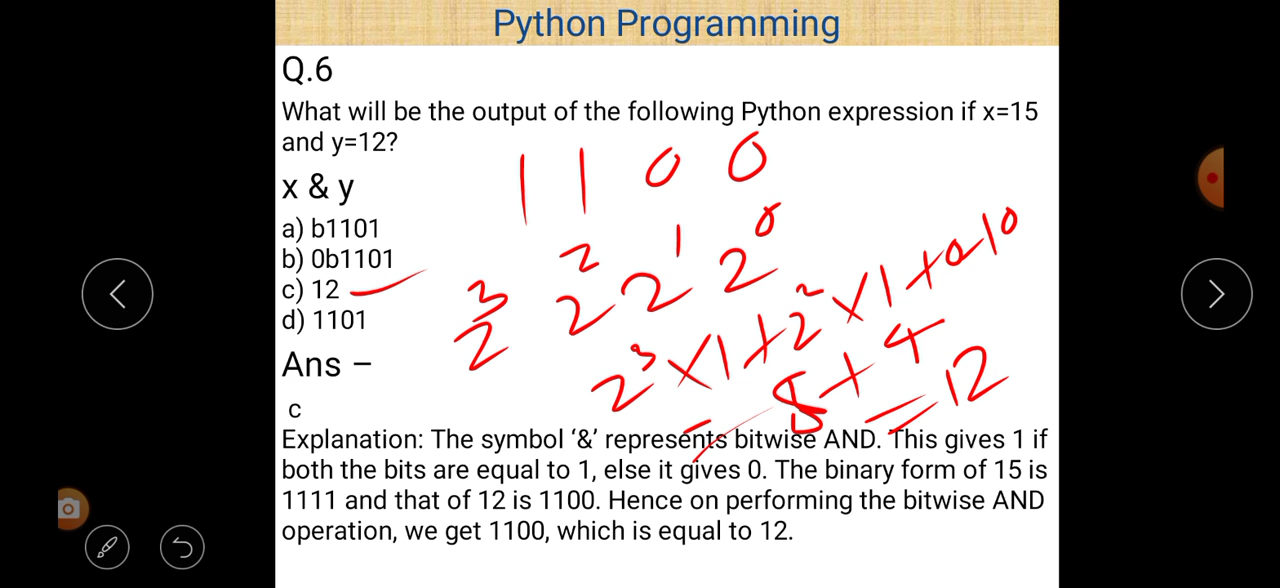 Python Programming
Q.6
What will be the output of the following Python expression if x=15
and y=12?
1 1 0 0
x & y
a) b1101
b) 0b1101
c) 12
d) 1101
2³ 2² 2¹ 2⁰
2³×1+2²×1+0+0
= 8+4
=12
Ans –
c
Explanation: The symbol ‘&’ represents bitwise AND. This gives 1 if
both the bits are equal to 1, else it gives 0. The binary form of 15 is
1111 and that of 12 is 1100. Hence on performing the bitwise AND
operation, we get 1100, which is equal to 12.